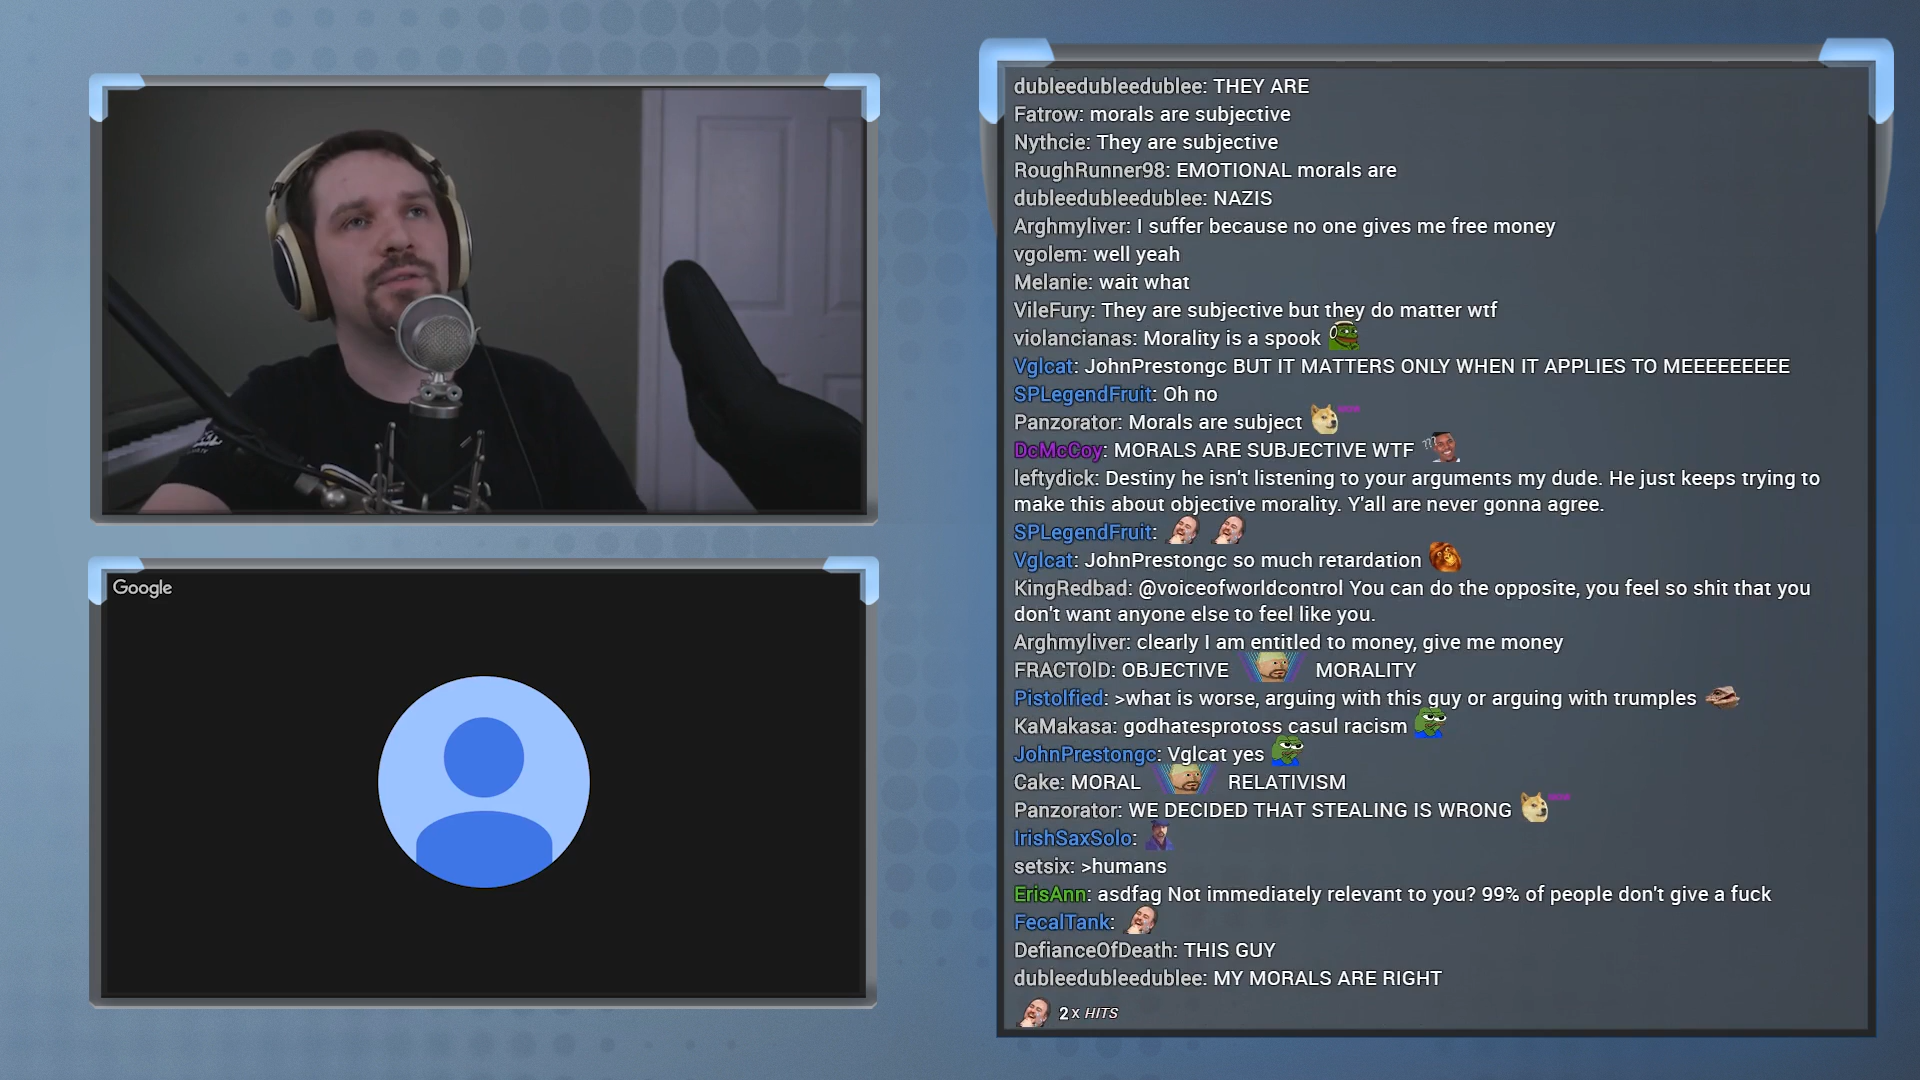 dubleedubleedublee: THEY ARE
Fatrow: morals are subjective
Nythcie: They are subjective
RoughRunner98: EMOTIONAL morals are
dubleedubleedublee: NAZIS
Arghmyliver: I suffer because no one gives me free money
vgolem: well yeah
Melanie: wait what
VileFury: They are subjective but they do matter wtf
violancianas: Morality is a spook
Vglcat: JohnPrestongc BUT IT MATTERS ONLY WHEN IT APPLIES TO MEEEEEEEEE
SPLegendFruit: Oh no
Panzorator: Morals are subject
DcMcCoy: MORALS ARE SUBJECTIVE WTF
leftydick: Destiny he isn't listening to your arguments my dude. He just keeps trying to
make this about objective morality. Y'all are never gonna agree.
SPLegendFruit:
Vglcat: JohnPrestongc so much retardation
KingRedbad: @voiceofworldcontrol You can do the opposite, you feel so shit that you
don't want anyone else to feel like you.
Arghmyliver: clearly I am entitled to money, give me money
FRACTOlD: OBJECTIVE MORALITY
Pistolfied: >what is worse, arguing with this guy or arguing with trumples
KaMakasa: godhatesprotoss casul racism
JohnPrestongc: Vglcat yes
Cake: MORAL RELATIVISM
Panzorator: WE DECIDED THAT STEALING IS WRONG
IrishSaxSolo:
setsix: >humans
ErisAnn: asdfag Not immediately relevant to you? 99% of people don't give a fuck
FecalTank:
DefianceOfDeath: THIS GUY
dubleedubleedublee: MY MORALS ARE RIGHT
2 x HITS
Google